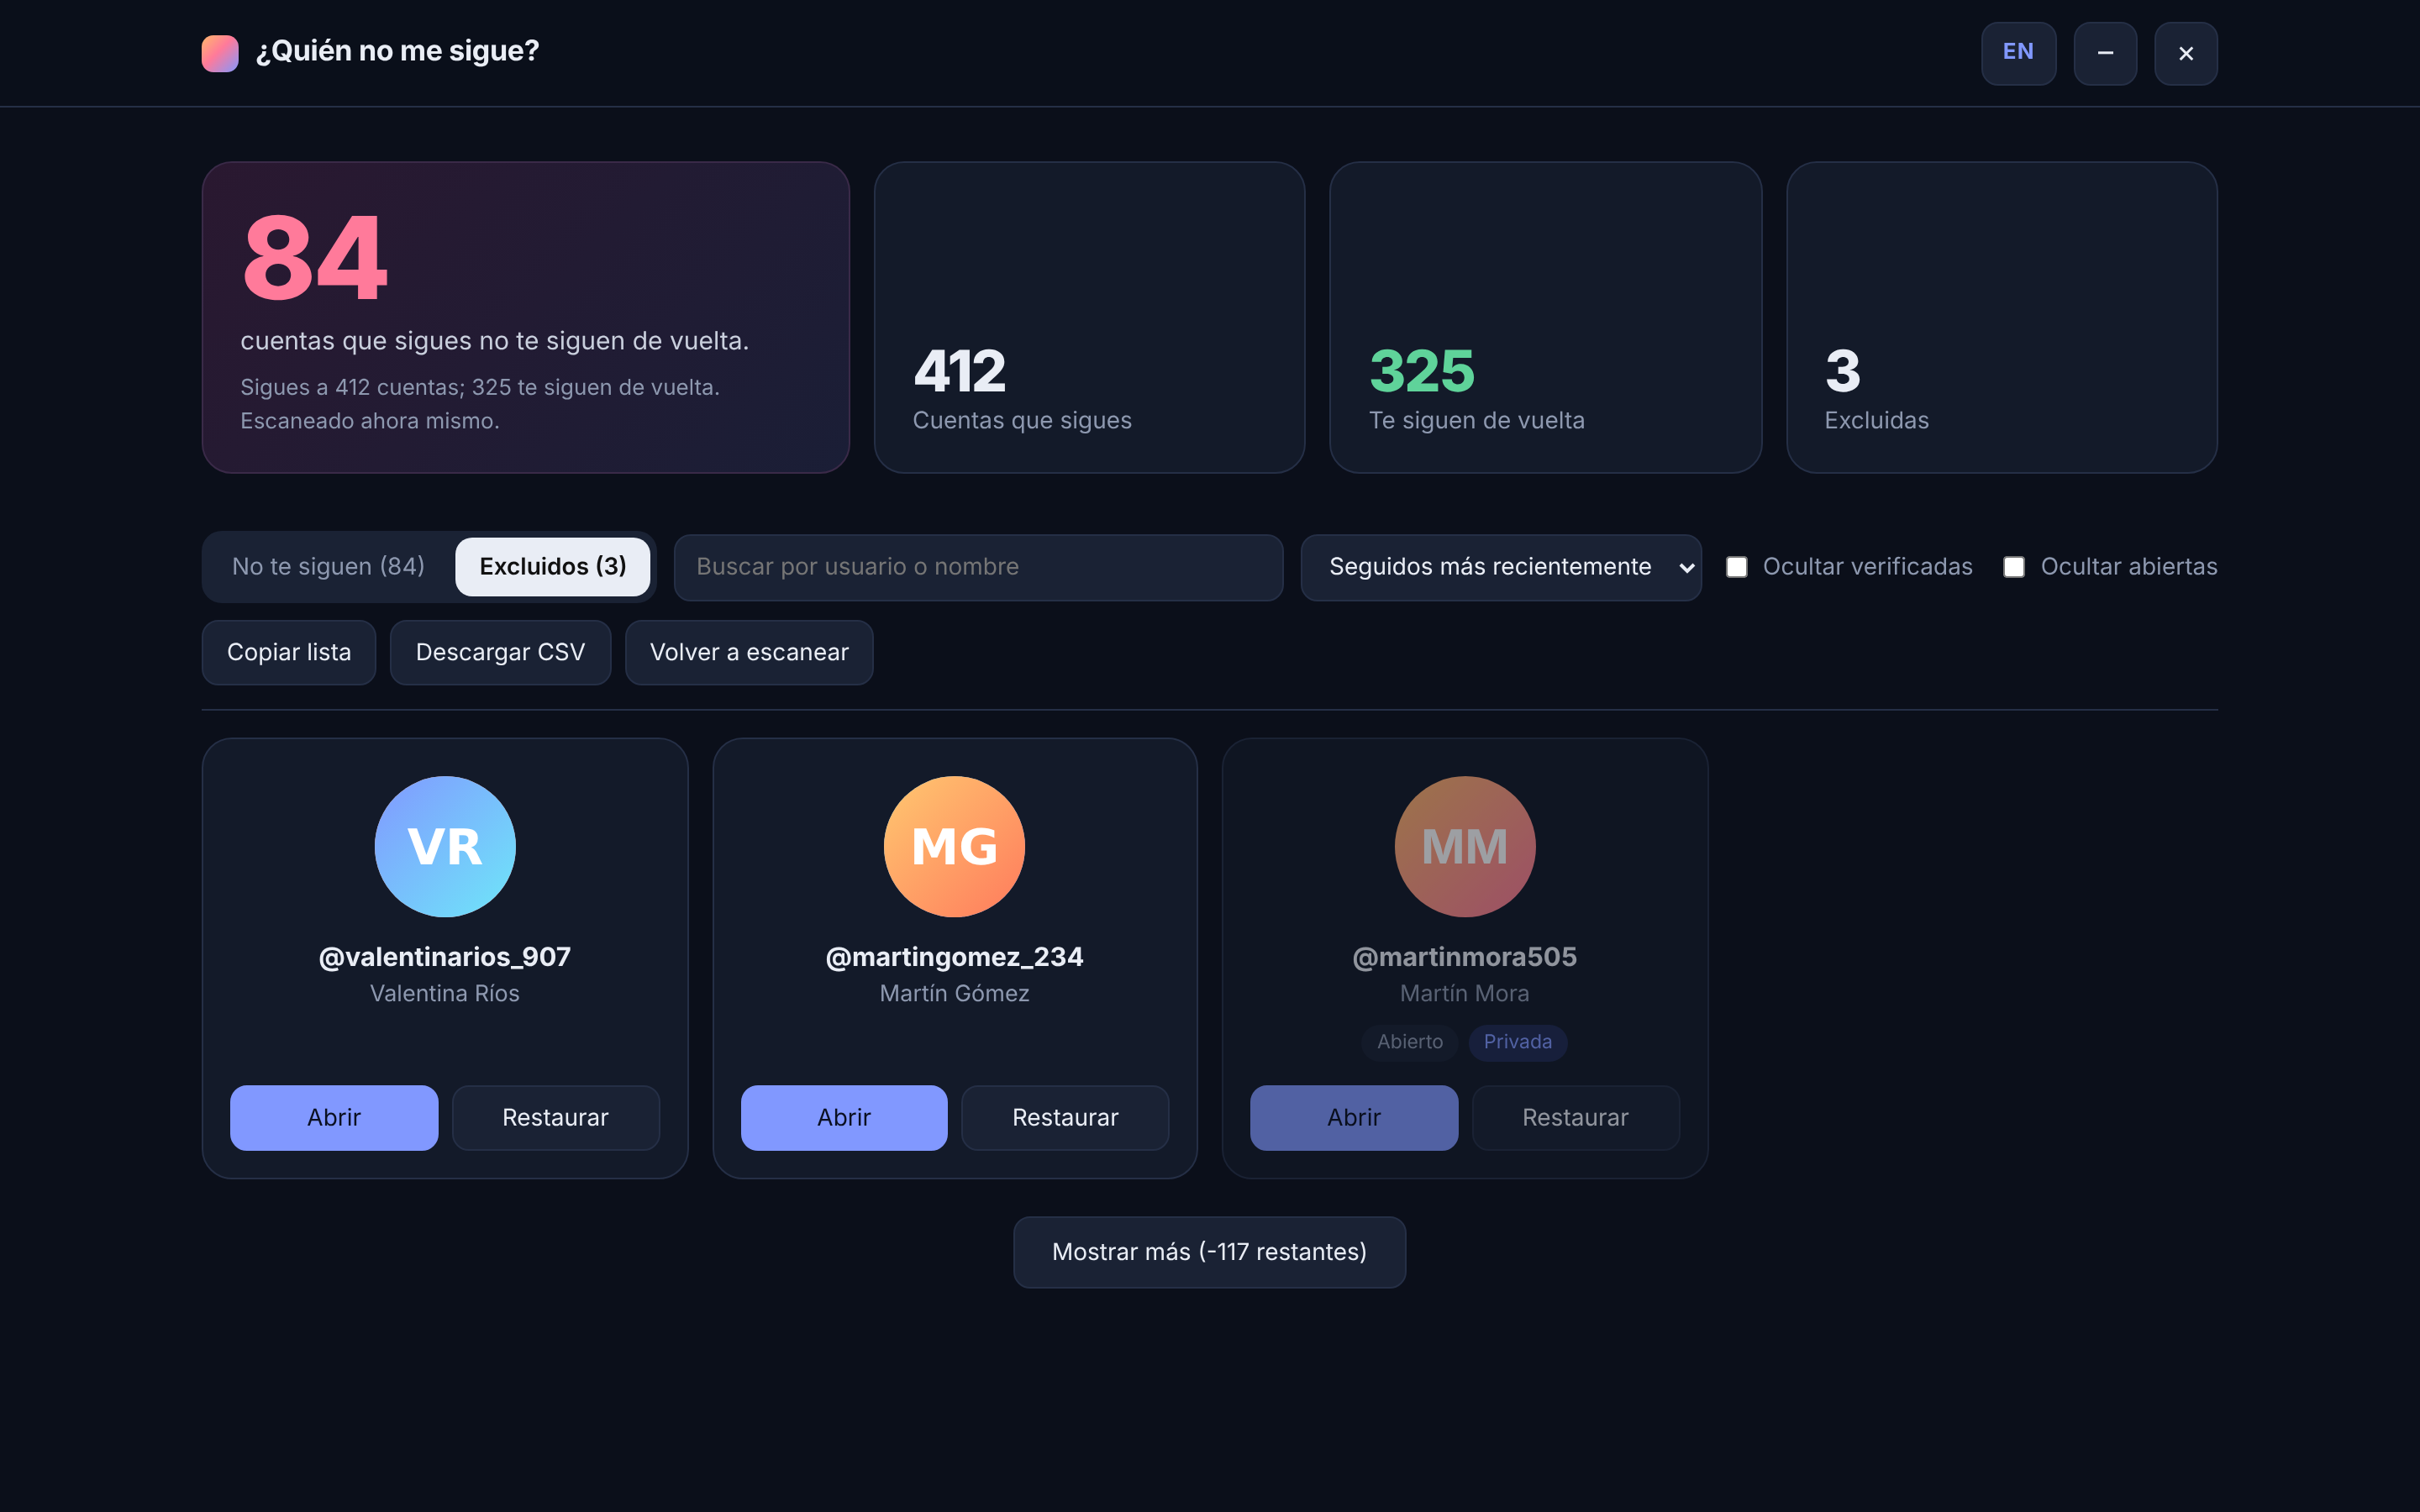 ¿Quién no me sigue?
EN
84
cuentas que sigues no te siguen de vuelta.
Sigues a 412 cuentas; 325 te siguen de vuelta.
Escaneado ahora mismo.
412
Cuentas que sigues
325
Te siguen de vuelta
3
Excluidas
No te siguen (84)
Excluidos (3)
Buscar por usuario o nombre
Seguidos más recientemente
Ocultar verificadas
Ocultar abiertas
Copiar lista
Descargar CSV
Volver a escanear
VR
@valentinarios_907
Valentina Ríos
Abrir
Restaurar
MG
@martingomez_234
Martín Gómez
Abrir
Restaurar
MM
@martinmora505
Martín Mora
Abierto
Privada
Abrir
Restaurar
Mostrar más (-117 restantes)